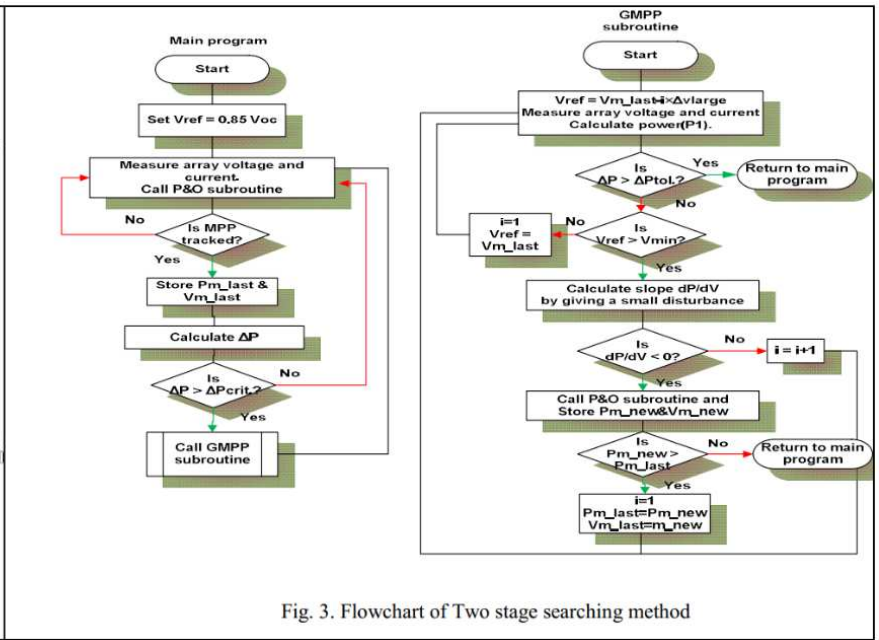 Main program
Start
Set Vref = 0.85 Voc
Measure array voltage and
current.
Call P&O subroutine
No
Is MPP
tracked?
Yes
Store Pm_last &
Vm_last
Calculate ΔP
Is
ΔP > ΔPcrit.?
No
Yes
Call GMPP
subroutine
GMPP
subroutine
Start
Vref = Vm_last-i×Δvlarge
Measure array voltage and current
Calculate power(P1).
Is
ΔP > ΔPtol.?
Yes
Return to main
program
No
i=1
Vref =
Vm_last
No
Is
Vref > Vmin?
Yes
Calculate slope dP/dV
by giving a small disturbance
Is
dP/dV < 0?
No
i = i+1
Yes
Call P&O subroutine and
Store Pm_new&Vm_new
Is
Pm_new >
Pm_last
No
Return to main
program
Yes
i=1
Pm_last=Pm_new
Vm_last=m_new
Fig. 3. Flowchart of Two stage searching method